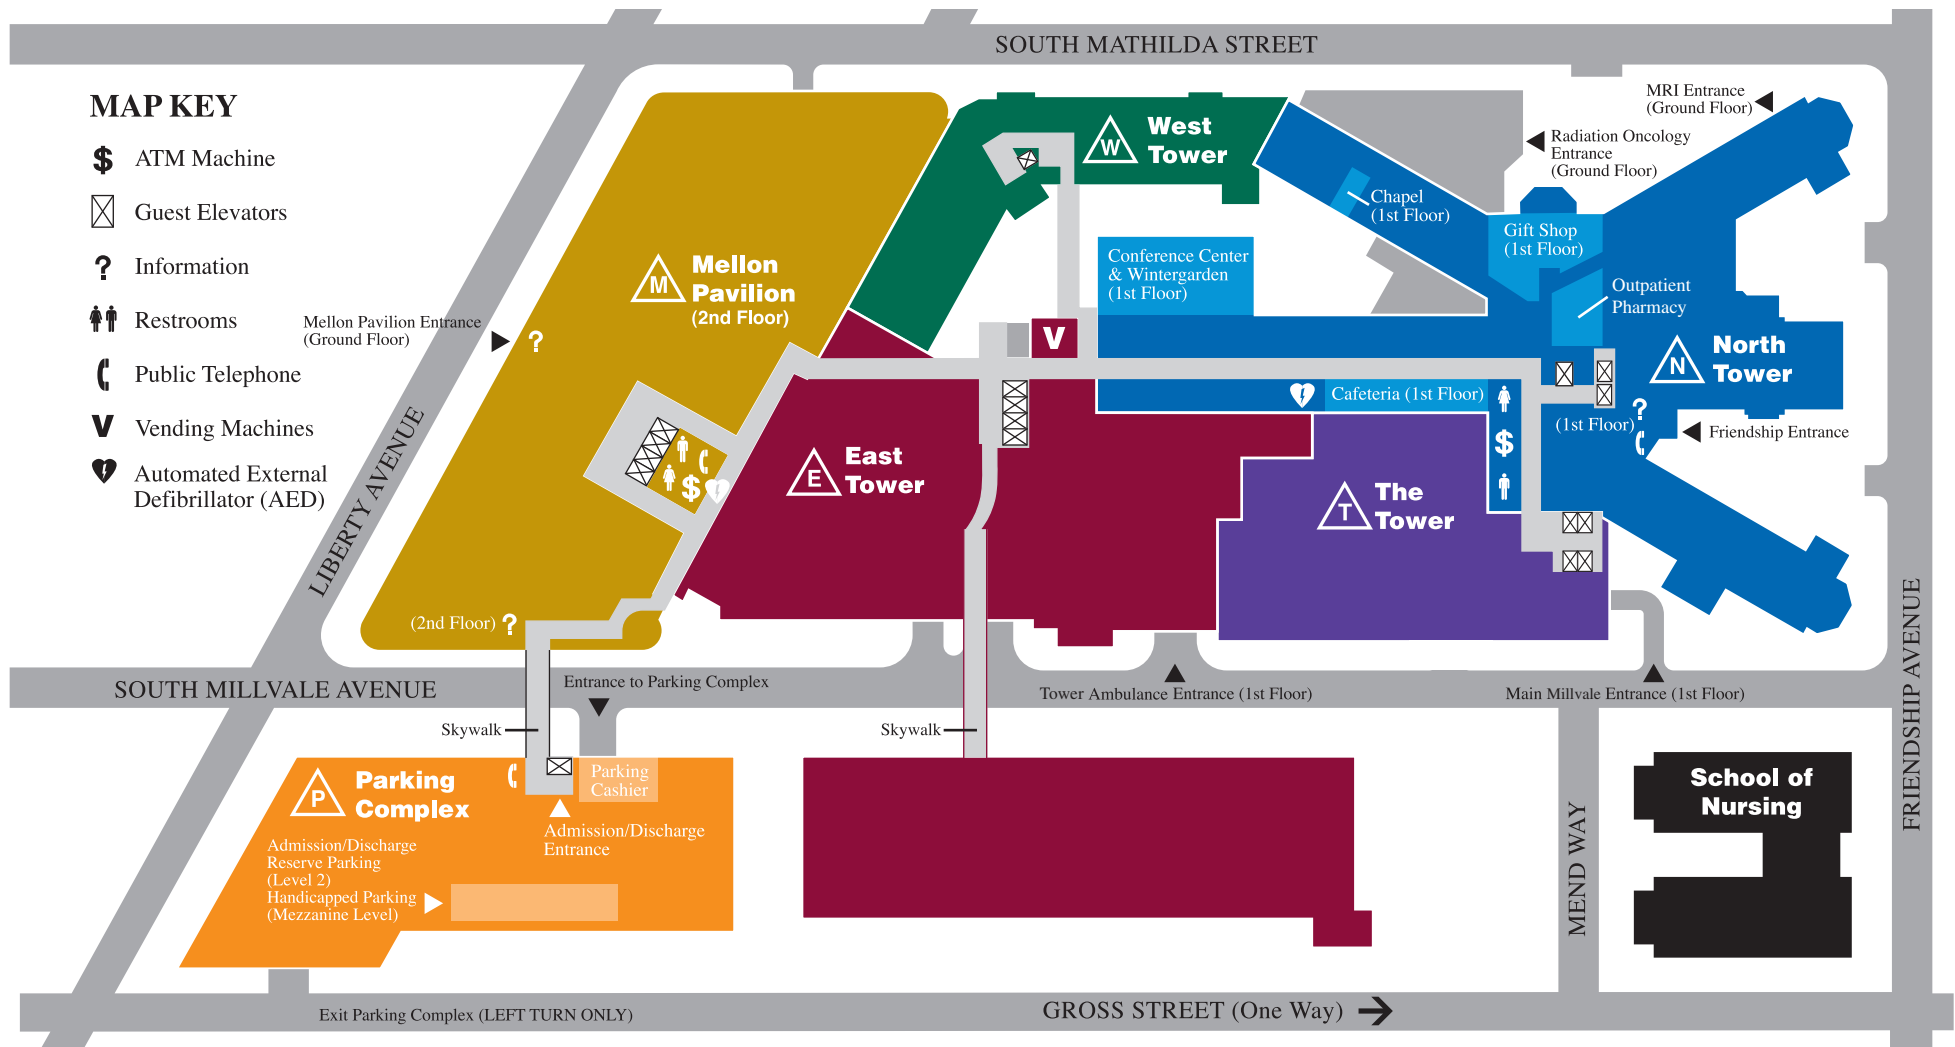 SOUTH MATHILDA STREET
MAP KEY
$ ATM Machine
Guest Elevators
? Information
Restrooms
Public Telephone
V Vending Machines
Automated External
Defibrillator (AED)
LIBERTY AVENUE
Mellon Pavilion Entrance
(Ground Floor)
?
M
Mellon
Pavilion
(2nd Floor)
$
(2nd Floor) ?
W
West
Tower
Conference Center
& Wintergarden
(1st Floor)
V
Chapel
(1st Floor)
MRI Entrance
(Ground Floor)
Radiation Oncology
Entrance
(Ground Floor)
Gift Shop
(1st Floor)
Outpatient
Pharmacy
N
North
Tower
Cafeteria (1st Floor)
$
?
(1st Floor)
Friendship Entrance
E
East
Tower
T
The
Tower
SOUTH MILLVALE AVENUE
Entrance to Parking Complex
Tower Ambulance Entrance (1st Floor)
Main Millvale Entrance (1st Floor)
FRIENDSHIP AVENUE
Skywalk
Skywalk
P
Parking
Complex
Parking
Cashier
Admission/Discharge
Entrance
Admission/Discharge
Reserve Parking
(Level 2)
Handicapped Parking
(Mezzanine Level)
MEND WAY
School of
Nursing
Exit Parking Complex (LEFT TURN ONLY)
GROSS STREET (One Way)